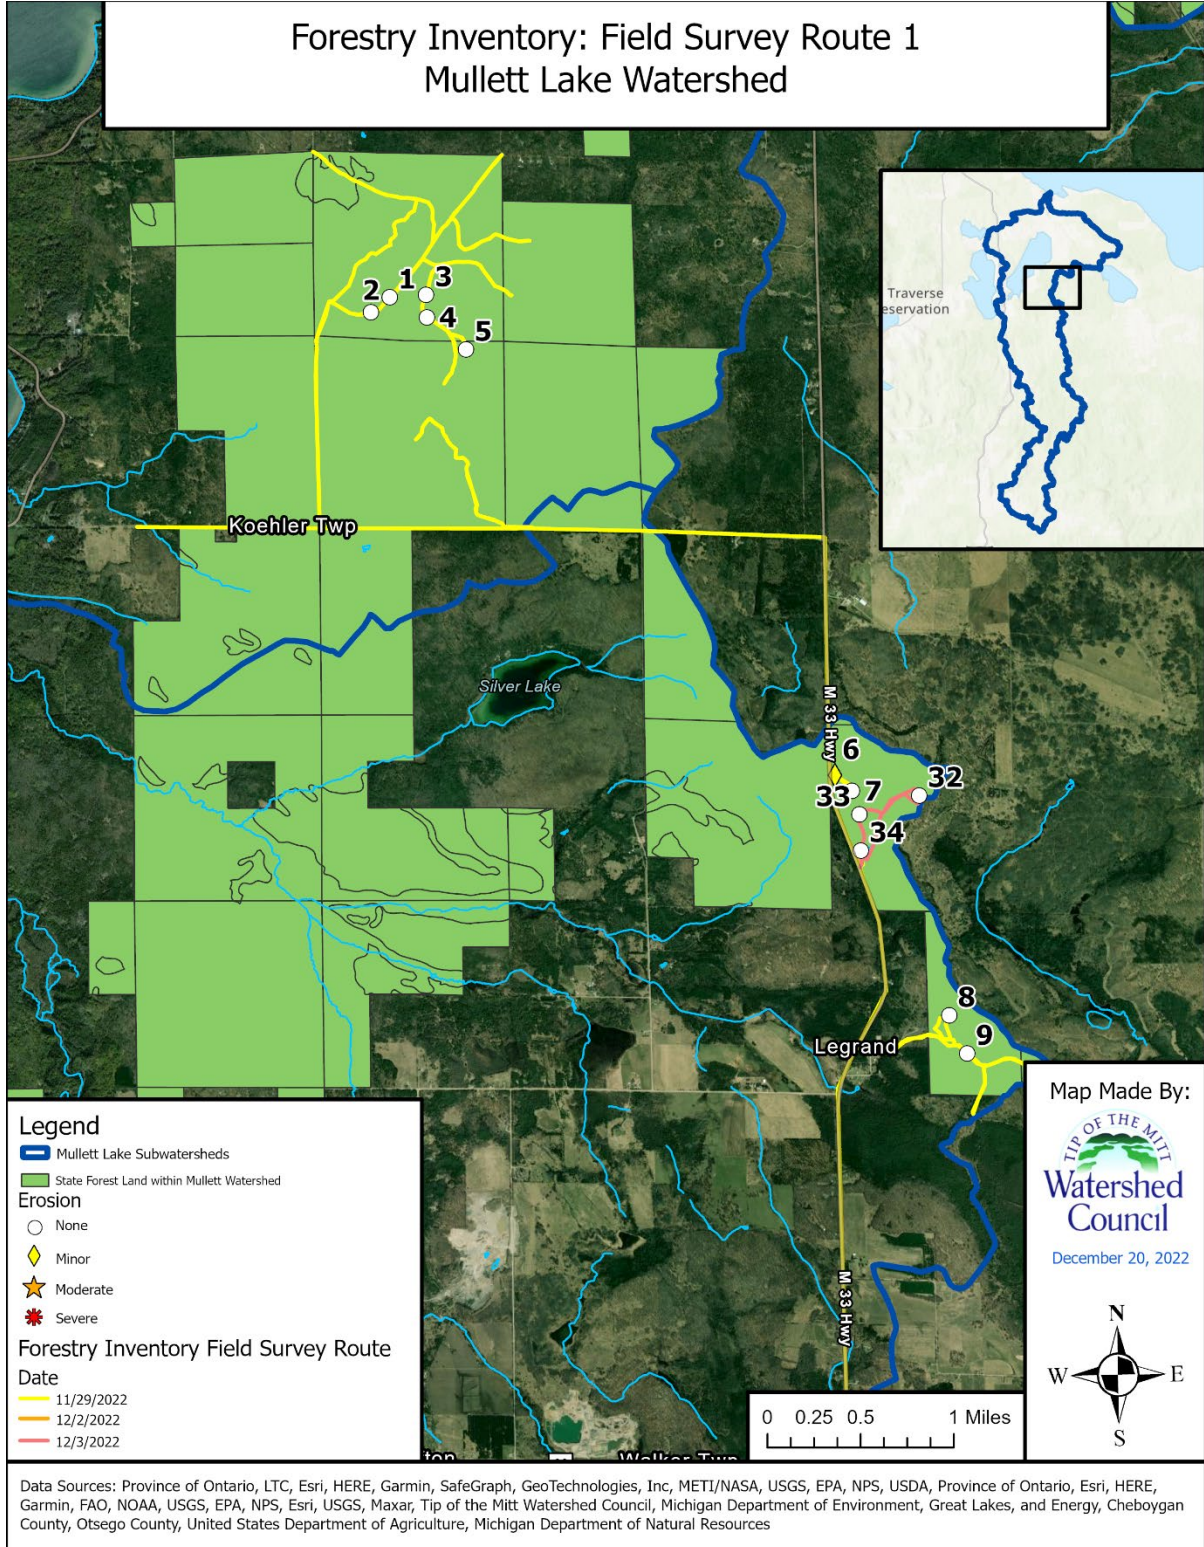 Forestry Inventory: Field Survey Route 1
Mullett Lake Watershed
Traverse
eservation
1
2
3
4
5
Koehler Twp
Silver Lake
M 33 Hwy
6
7
32
33
34
8
9
Legrand
M 33 Hwy
Legend
Mullett Lake Subwatersheds
State Forest Land within Mullett Watershed
Erosion
None
Minor
Moderate
Severe
Forestry Inventory Field Survey Route
Date
11/29/2022
12/2/2022
12/3/2022
Map Made By:
TIP OF THE MITT
Watershed
Council
December 20, 2022
N
W
E
S
0 0.25 0.5 1 Miles
Data Sources: Province of Ontario, LTC, Esri, HERE, Garmin, SafeGraph, GeoTechnologies, Inc, METI/NASA, USGS, EPA, NPS, USDA, Province of Ontario, Esri, HERE,
Garmin, FAO, NOAA, USGS, EPA, NPS, Esri, USGS, Maxar, Tip of the Mitt Watershed Council, Michigan Department of Environment, Great Lakes, and Energy, Cheboygan
County, Otsego County, United States Department of Agriculture, Michigan Department of Natural Resources